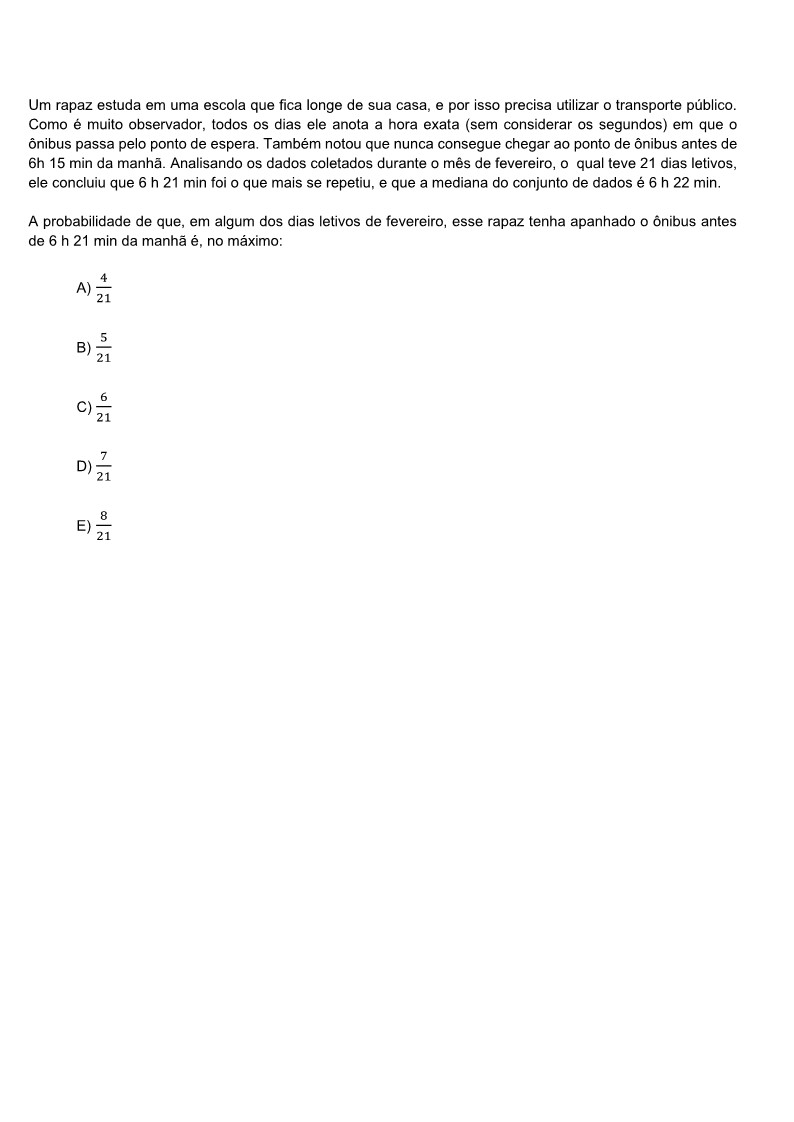 Um rapaz estuda em uma escola que fica longe de sua casa, e por isso precisa utilizar o transporte público.
Como é muito observador, todos os dias ele anota a hora exata (sem considerar os segundos) em que o
ônibus passa pelo ponto de espera. Também notou que nunca consegue chegar ao ponto de ônibus antes de
6h 15 min da manhã. Analisando os dados coletados durante o mês de fevereiro, o qual teve 21 dias letivos,
ele concluiu que 6 h 21 min foi o que mais se repetiu, e que a mediana do conjunto de dados é 6 h 22 min.
A probabilidade de que, em algum dos dias letivos de fevereiro, esse rapaz tenha apanhado o ônibus antes
de 6 h 21 min da manhã é, no máximo:
A) 4/21
B) 5/21
C) 6/21
D) 7/21
E) 8/21